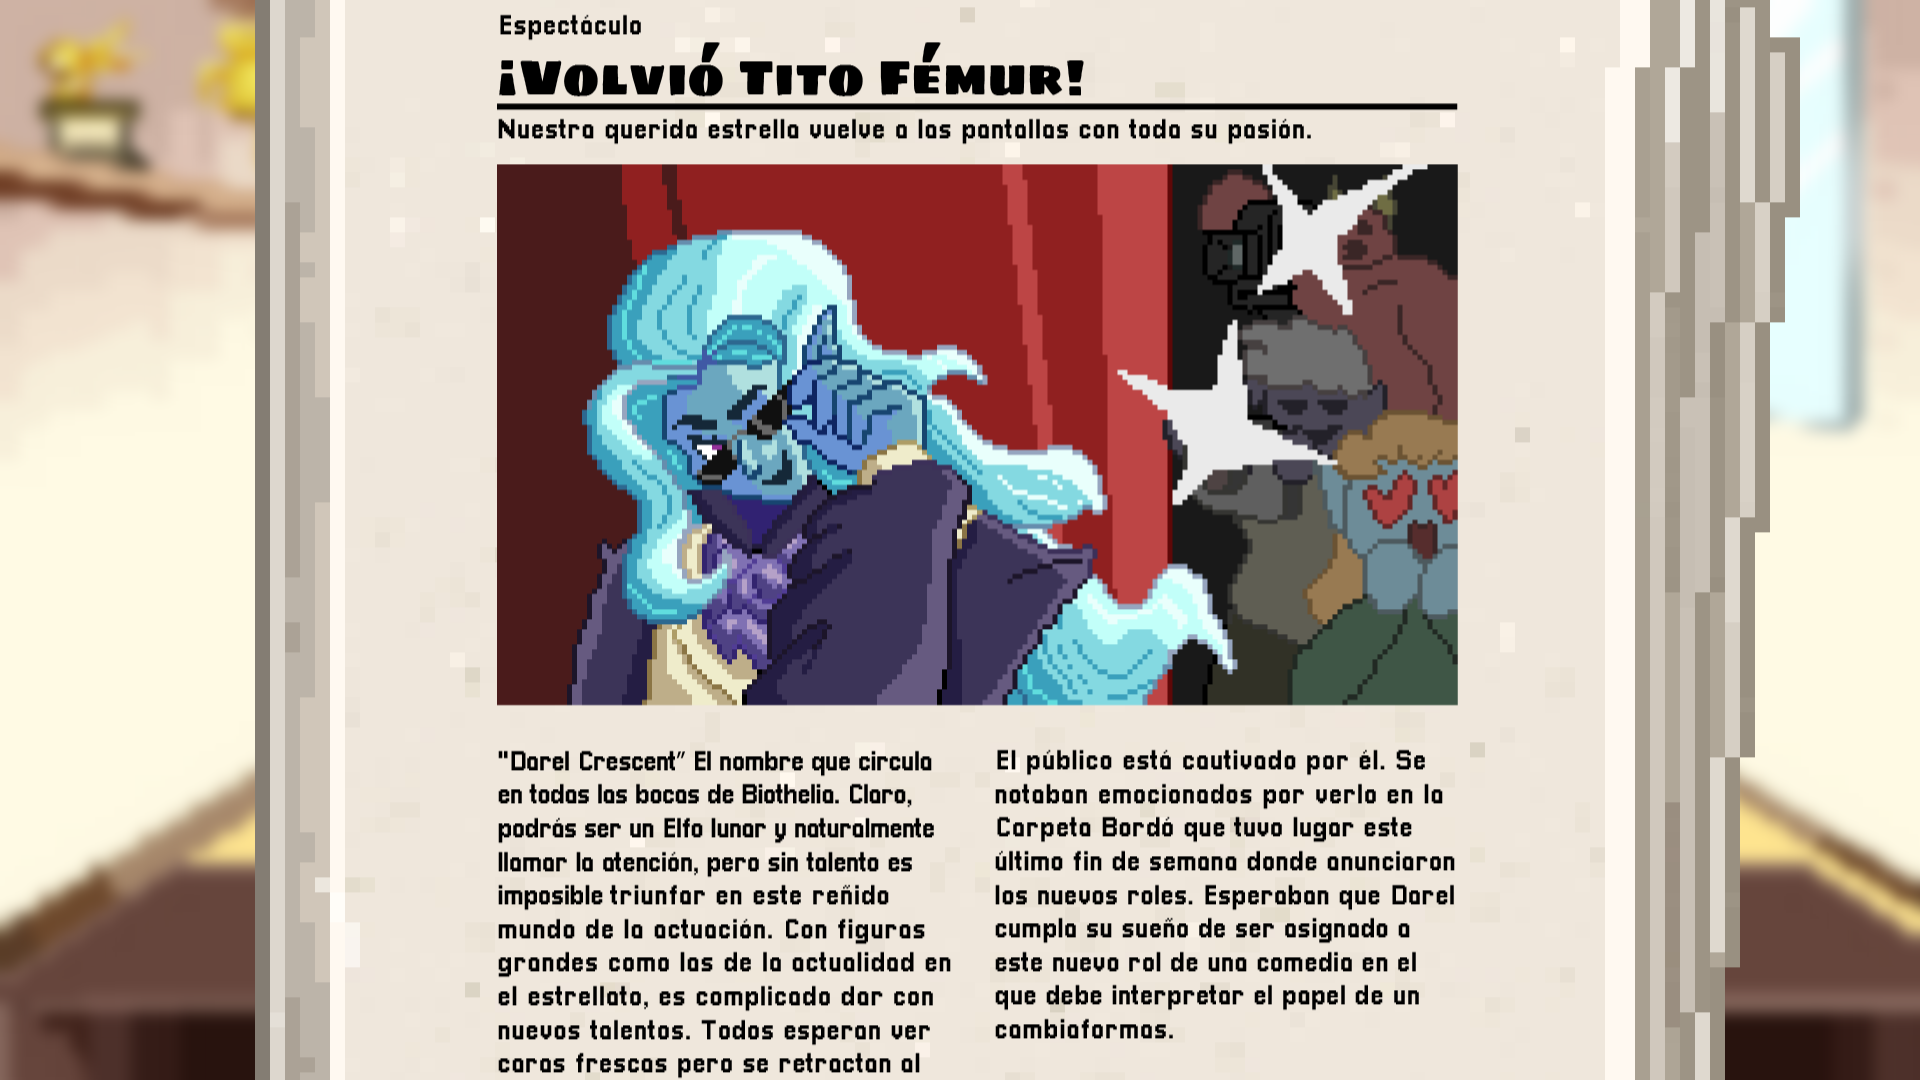 Espectáculo
¡Volvió Tito Fémur!
Nuestra querida estrella vuelve a las pantallas con toda su pasión.
"Darel Crescent" El nombre que circula
en todas las bocas de Biothelia. Claro,
podrás ser un Elfo lunar y naturalmente
llamar la atención, pero sin talento es
imposible triunfar en este reñido
mundo de la actuación. Con figuras
grandes como las de la actualidad en
el estrellato, es complicado dar con
nuevos talentos. Todos esperan ver
caras frescas pero se retractan al
El público está cautivado por él. Se
notaban emocionados por verlo en la
Carpeta Bordó que tuvo lugar este
último fin de semana donde anunciaron
los nuevos roles. Esperaban que Darel
cumpla su sueño de ser asignado a
este nuevo rol de una comedia en el
que debe interpretar el papel de un
cambiaformas.